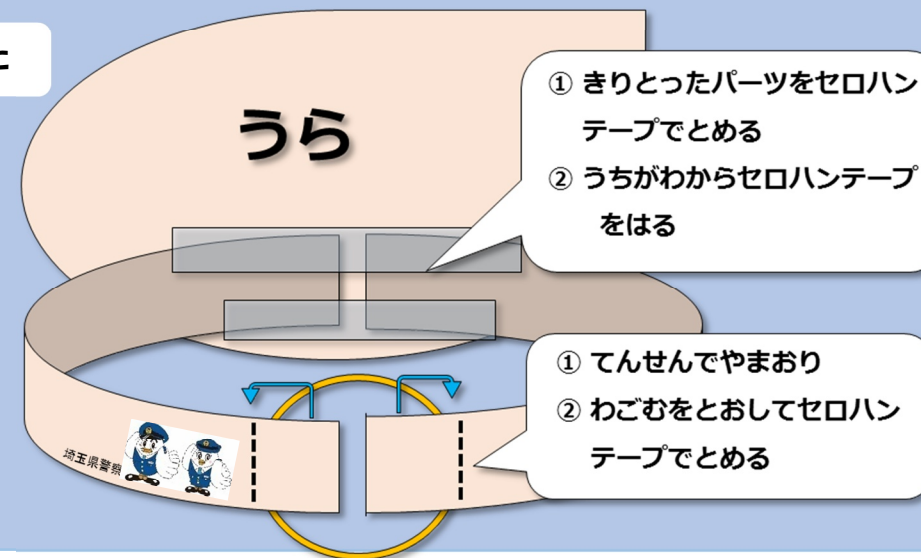 うら
① きりとったパーツをセロハン
テープでとめる
② うちがわからセロハンテープ
をはる
① てんせんでやまおり
② わごむをとおしてセロハン
テープでとめる
埼玉県警察